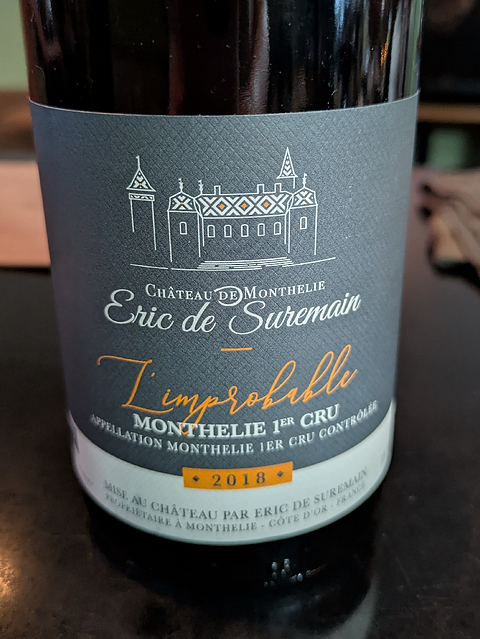 Château de Monthelie
Eric de Suremain
L'improbable
MONTHELIE 1ER CRU
APPELLATION MONTHELIE 1ER CRU CONTRÔLÉE
2018
MISE AU CHÂTEAU PAR ERIC DE SUREMAIN
PROPRIÉTAIRE À MONTHELIE - CÔTE D'OR - FRANCE